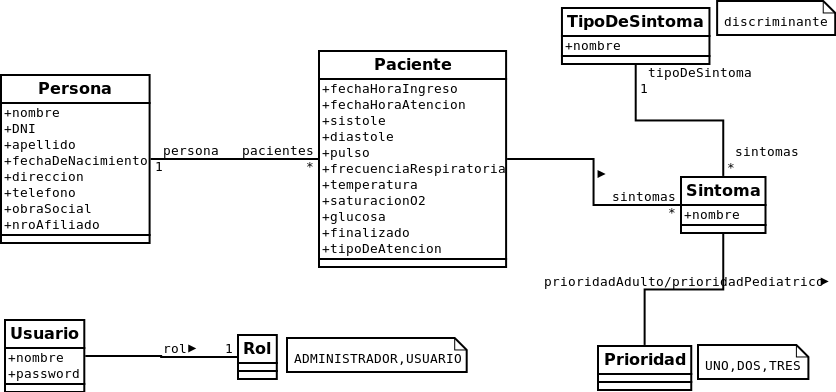 TipoDeSintoma
+nombre
discriminante
Persona
+nombre
+DNI
+apellido
+fechaDeNacimiento
+direccion
+telefono
+obraSocial
+nroAfiliado
persona
1
pacientes
*
Paciente
+fechaHoraIngreso
+fechaHoraAtencion
+sistole
+diastole
+pulso
+frecuenciaRespiratoria
+temperatura
+saturacionO2
+glucosa
+finalizado
+tipoDeAtencion
tipoDeSintoma
1
sintomas
*
sintomas
*
Sintoma
+nombre
prioridadAdulto/prioridadPediatrico
Usuario
+nombre
+password
rol
1
Rol
ADMINISTRADOR,USUARIO
Prioridad
UNO,DOS,TRES